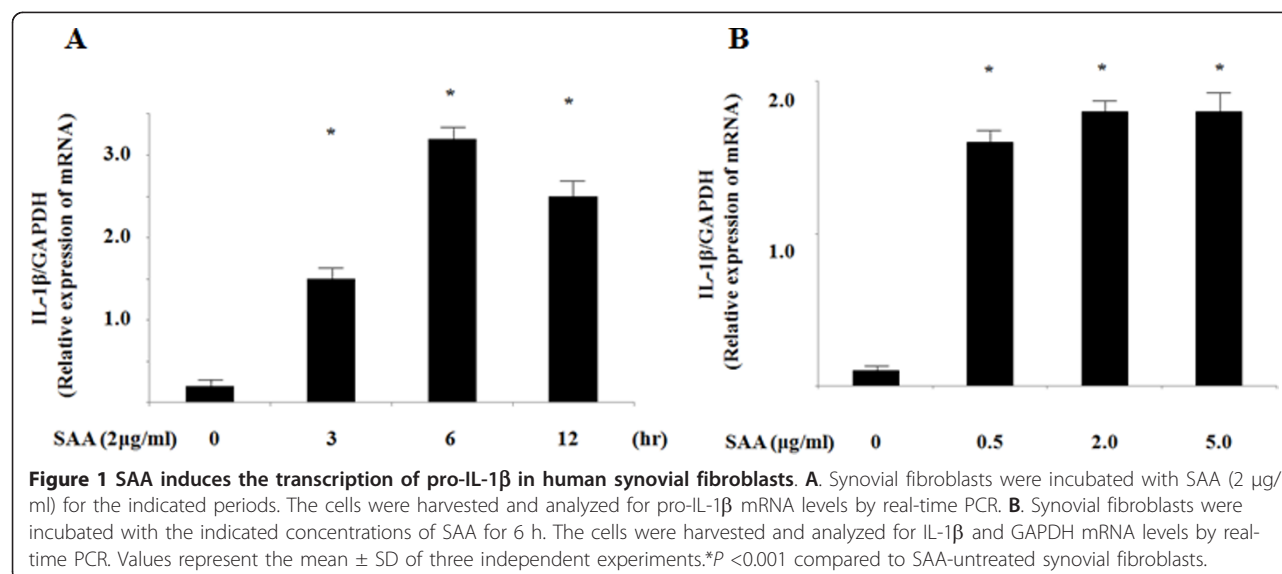 A
IL-1β/GAPDH
(Relative expression of mRNA)
3.0
2.0
1.0
* * *
SAA (2μg/ml) 0 3 6 12 (hr)
B
IL-1β/GAPDH
(Relative expression of mRNA)
2.0
1.0
* * *
SAA (μg/ml) 0 0.5 2.0 5.0
Figure 1 SAA induces the transcription of pro-IL-1β in human synovial fibroblasts. A. Synovial fibroblasts were incubated with SAA (2 μg/
ml) for the indicated periods. The cells were harvested and analyzed for pro-IL-1β mRNA levels by real-time PCR. B. Synovial fibroblasts were
incubated with the indicated concentrations of SAA for 6 h. The cells were harvested and analyzed for IL-1β and GAPDH mRNA levels by real-
time PCR. Values represent the mean ± SD of three independent experiments.*P <0.001 compared to SAA-untreated synovial fibroblasts.